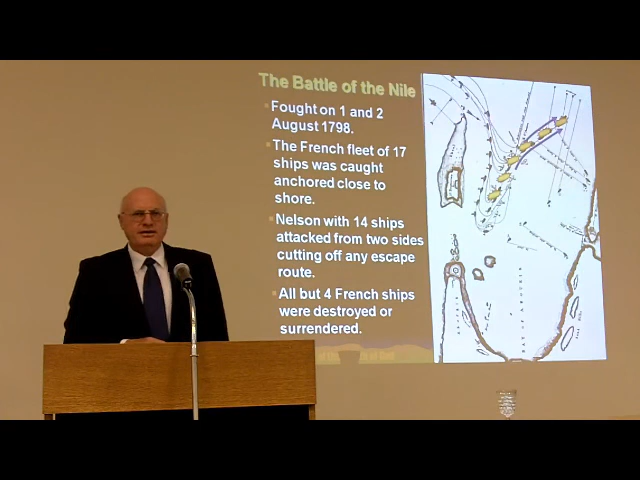 The Battle of the Nile
Fought on 1 and 2
August 1798.
The French fleet of 17
ships was caught
anchored close to
shore.
Nelson with 14 ships
attacked from two sides
cutting off any escape
route.
All but 4 French ships
were destroyed or
surrendered.